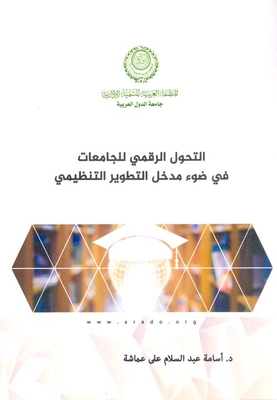 المنظمة العربية للتنمية الإدارية
جامعة الدول العربية
التحول الرقمي للجامعات
في ضوء مدخل التطوير التنظيمي
www.arado.org
د. أسامة عبد السلام على عماشة